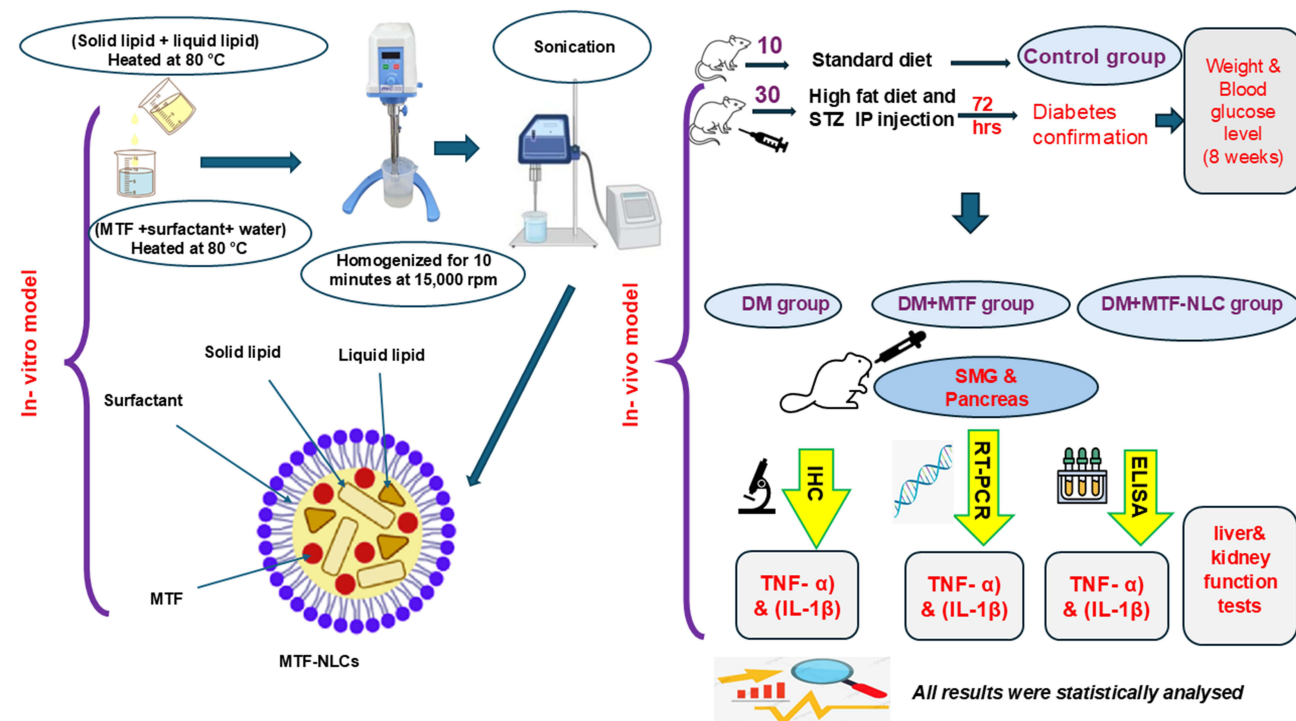 In- vitro model
(Solid lipid + liquid lipid)
Heated at 80 °C
(MTF +surfactant+ water)
Heated at 80 °C
Homogenized for 10
minutes at 15,000 rpm
Sonication
Solid lipid
Liquid lipid
Surfactant
MTF
MTF-NLCs
In- vivo model
10
Standard diet
Control group
30
High fat diet and
STZ IP injection
72
hrs
Diabetes
confirmation
Weight &
Blood
glucose
level
(8 weeks)
DM group
DM+MTF group
DM+MTF-NLC group
SMG &
Pancreas
IHC
RT-PCR
ELISA
TNF- α)
& (IL-1β)
TNF- α)
& (IL-1β)
TNF- α)
& (IL-1β)
liver&
kidney
function
tests
All results were statistically analysed